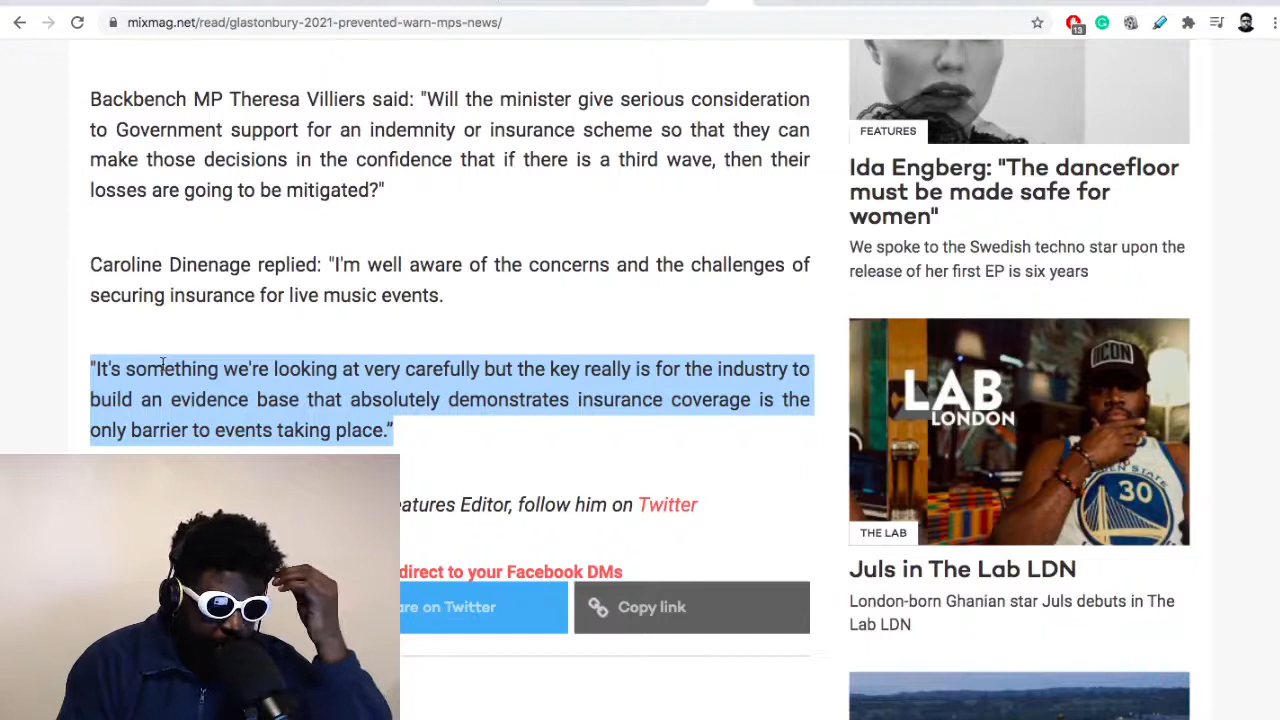 mixmag.net/read/glastonbury-2021-prevented-warn-mps-news/
13
Backbench MP Theresa Villiers said: "Will the minister give serious consideration
to Government support for an indemnity or insurance scheme so that they can
make those decisions in the confidence that if there is a third wave, then their
losses are going to be mitigated?"
Caroline Dinenage replied: "I'm well aware of the concerns and the challenges of
securing insurance for live music events.
"It's something we're looking at very carefully but the key really is for the industry to
build an evidence base that absolutely demonstrates insurance coverage is the
only barrier to events taking place.”
eatures Editor, follow him on Twitter
direct to your Facebook DMs
are on Twitter
Copy link
FEATURES
Ida Engberg: "The dancefloor
must be made safe for
women"
We spoke to the Swedish techno star upon the
release of her first EP is six years
LAB
LONDON
ICON
GOLDEN STATE
30
WARRIORS
THE LAB
Juls in The Lab LDN
London-born Ghanian star Juls debuts in The
Lab LDN